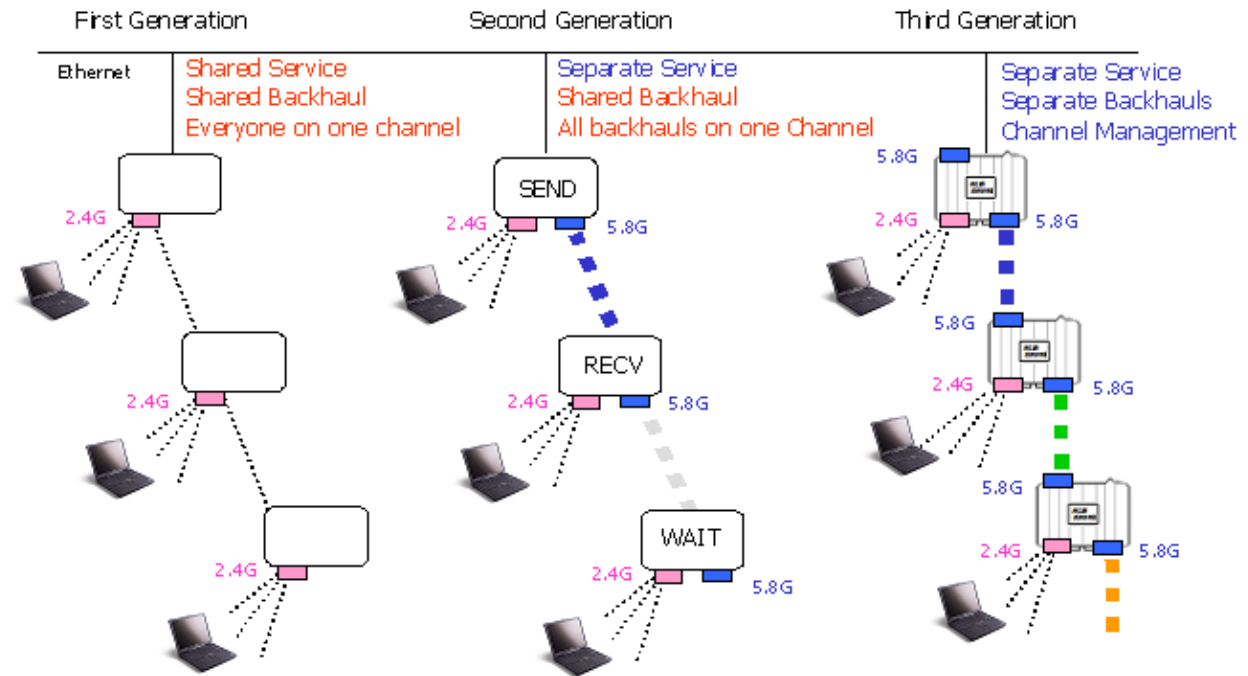 First Generation
Second Generation
Third Generation
Ethernet
Shared Service
Shared Backhaul
Everyone on one channel
Separate Service
Shared Backhaul
All backhauls on one Channel
Separate Service
Separate Backhauls
Channel Management
2.4G
2.4G
2.4G
SEND
2.4G
5.8G
RECV
2.4G
5.8G
WAIT
2.4G
5.8G
5.8G
2.4G
5.8G
5.8G
2.4G
5.8G
5.8G
2.4G
5.8G